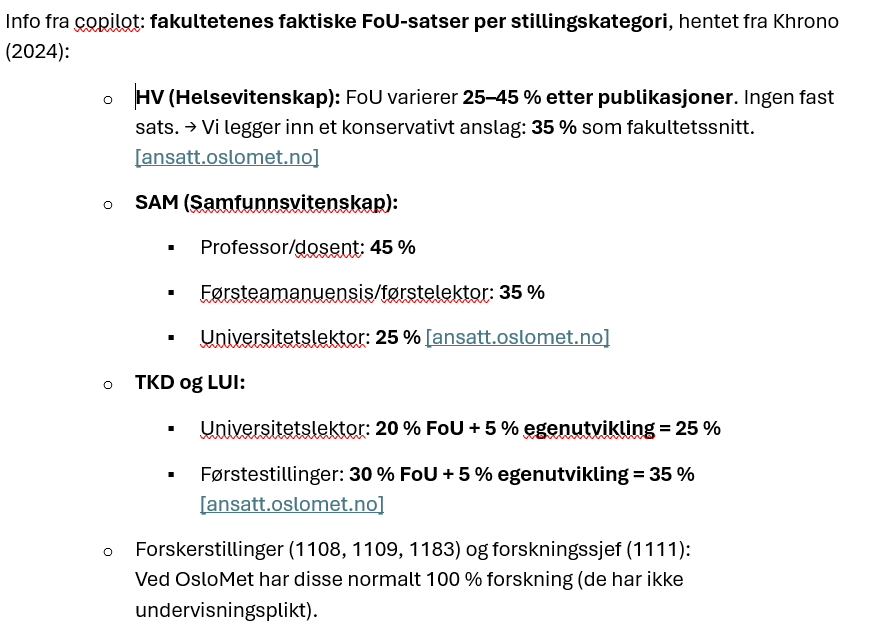 Info fra copilot: fakultetenes faktiske FoU-satser per stillingskategori, hentet fra Khrono
(2024):
○ HV (Helsevitenskap): FoU varierer 25–45 % etter publikasjoner. Ingen fast
sats. → Vi legger inn et konservativt anslag: 35 % som fakultetssnitt.
[ansatt.oslomet.no]
○ SAM (Samfunnsvitenskap):
▪ Professor/dosent: 45 %
▪ Førsteamanuensis/førstelektor: 35 %
▪ Universitetslektor: 25 % [ansatt.oslomet.no]
○ TKD og LUI:
▪ Universitetslektor: 20 % FoU + 5 % egenutvikling = 25 %
▪ Førstestillinger: 30 % FoU + 5 % egenutvikling = 35 %
[ansatt.oslomet.no]
○ Forskerstillinger (1108, 1109, 1183) og forskningssjef (1111):
Ved OsloMet har disse normalt 100 % forskning (de har ikke
undervisningsplikt).